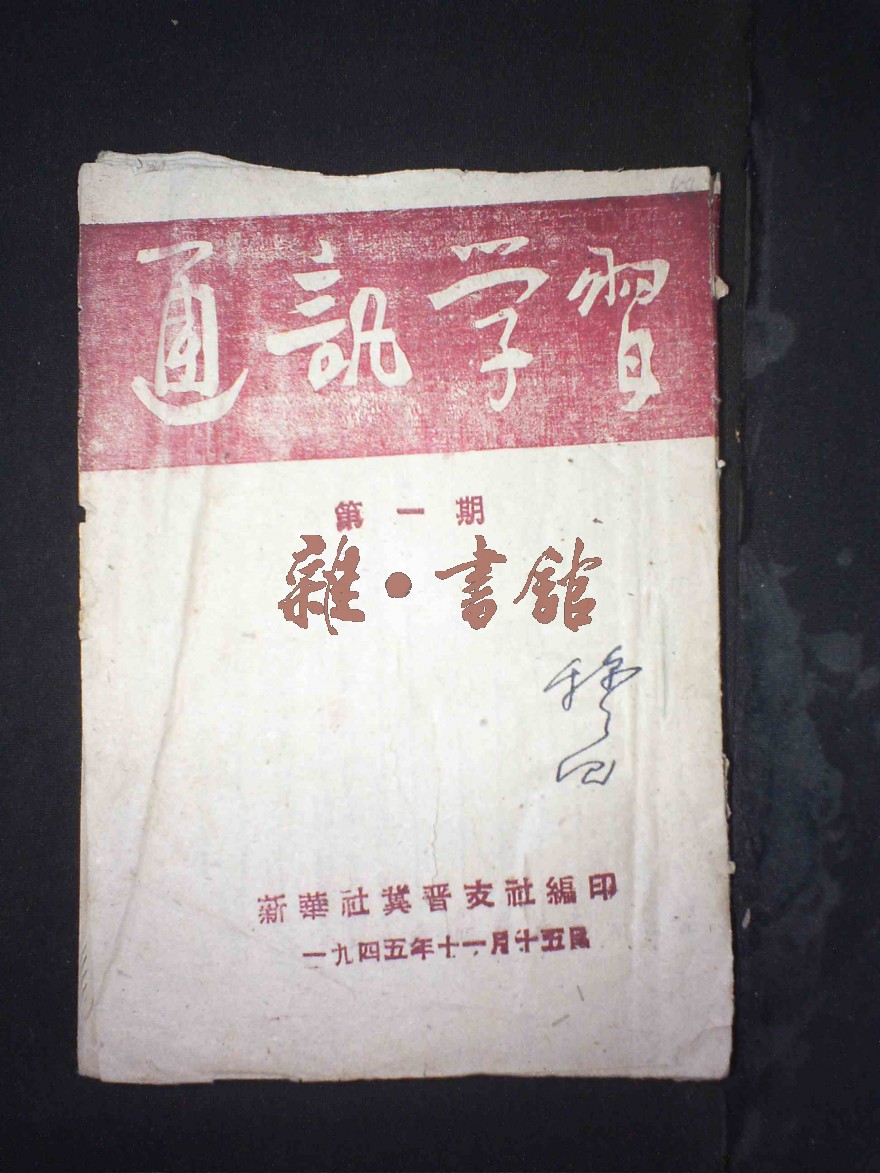 通訊学習
第一期
雜·書館
新華社冀晋支社編印
一九四五年十一月十五日